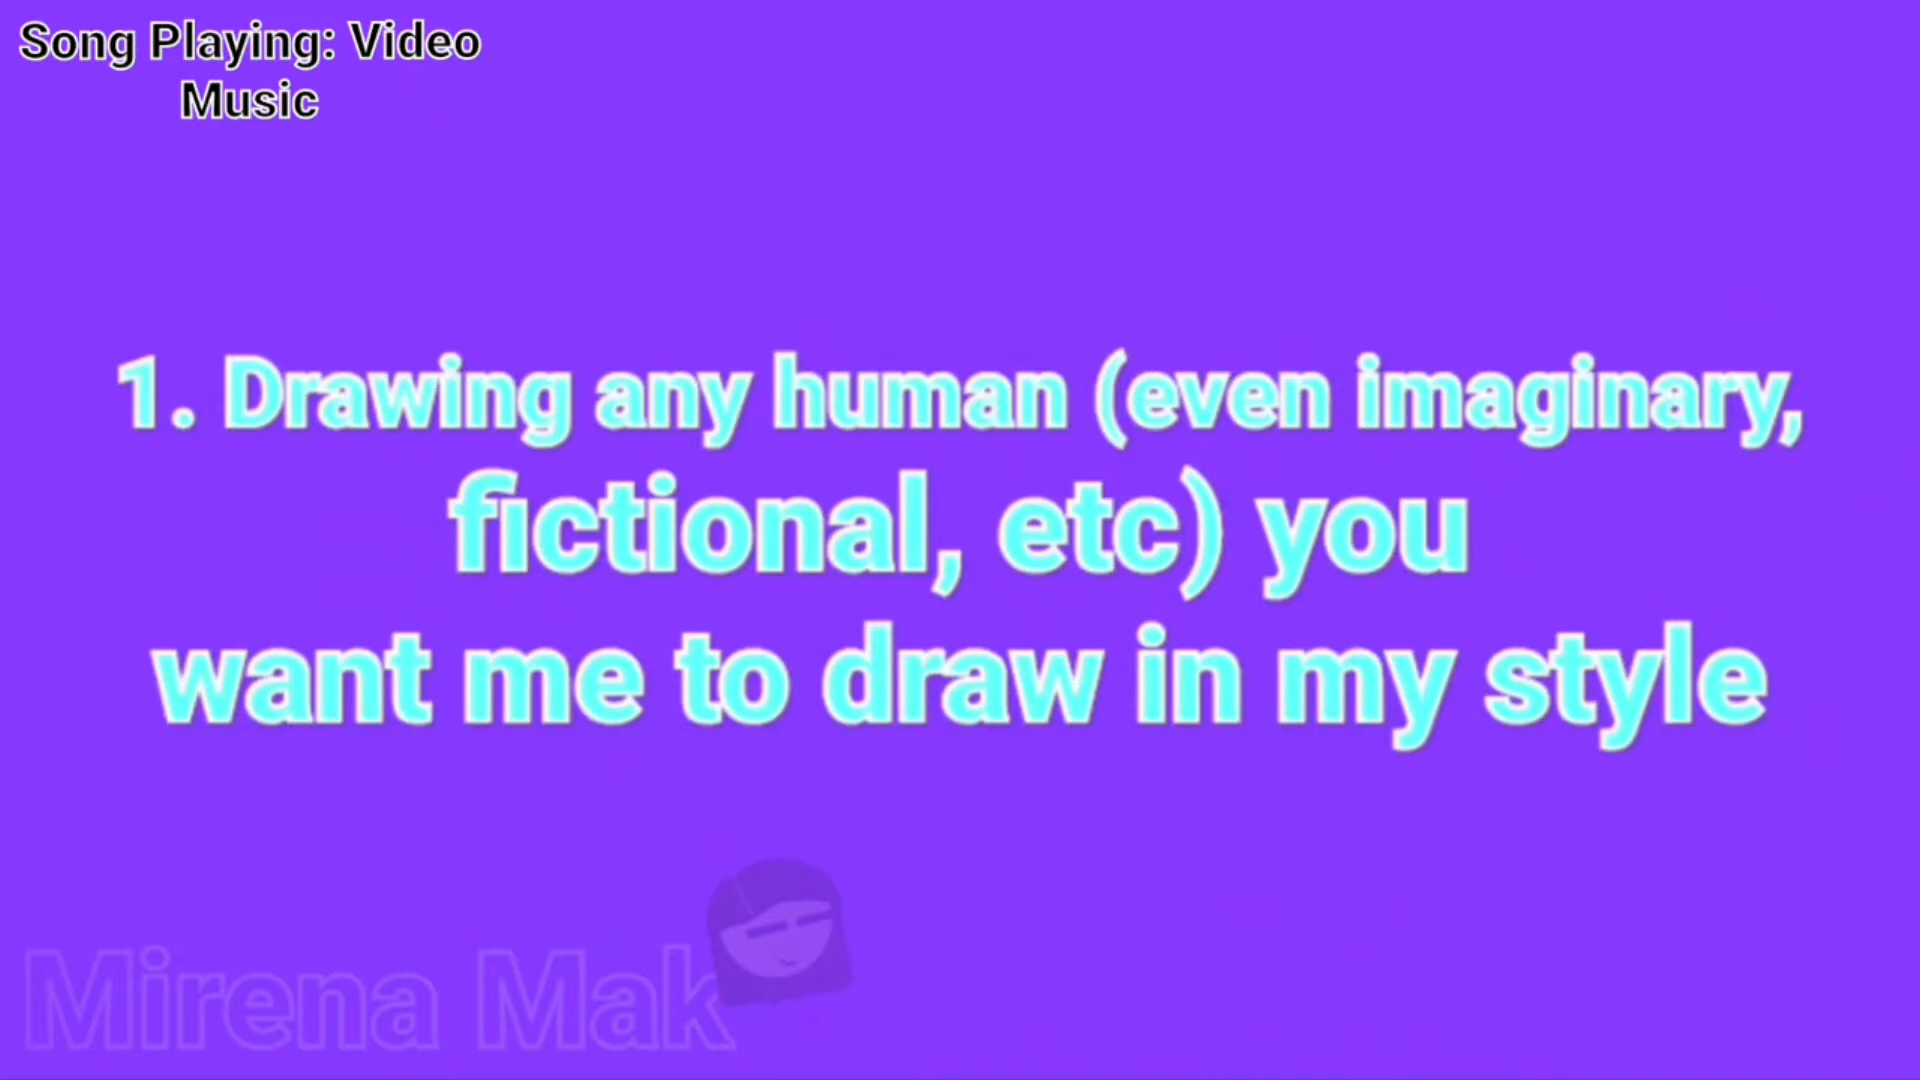 Song Playing: Video
Music
1. Drawing any human (even imaginary,
fictional, etc) you
want me to draw in my style
Mirena Mak